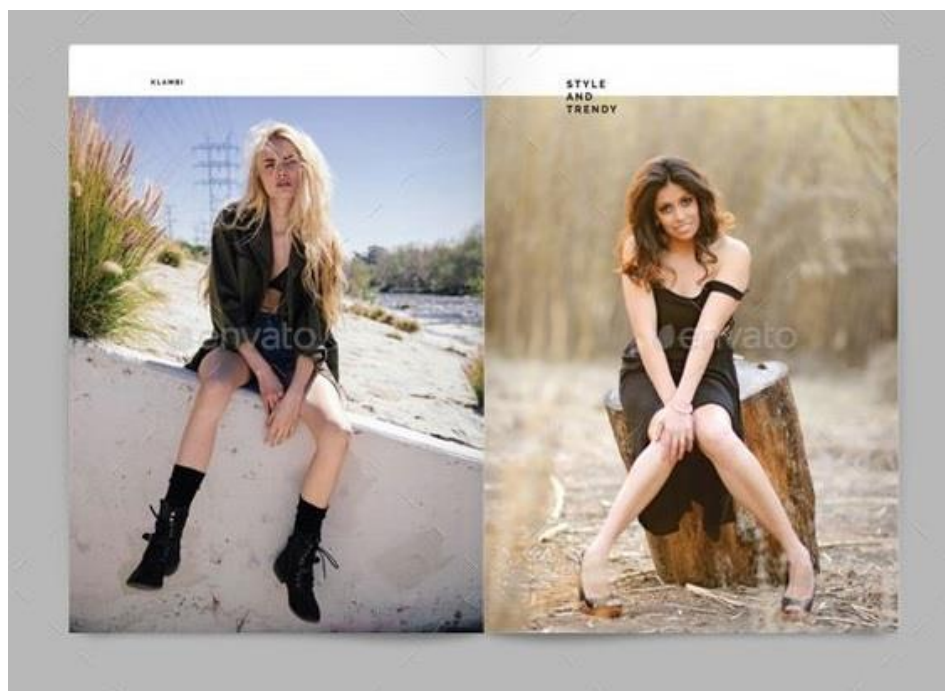 KLAMBI
STYLE
AND
TRENDY
envato
envato